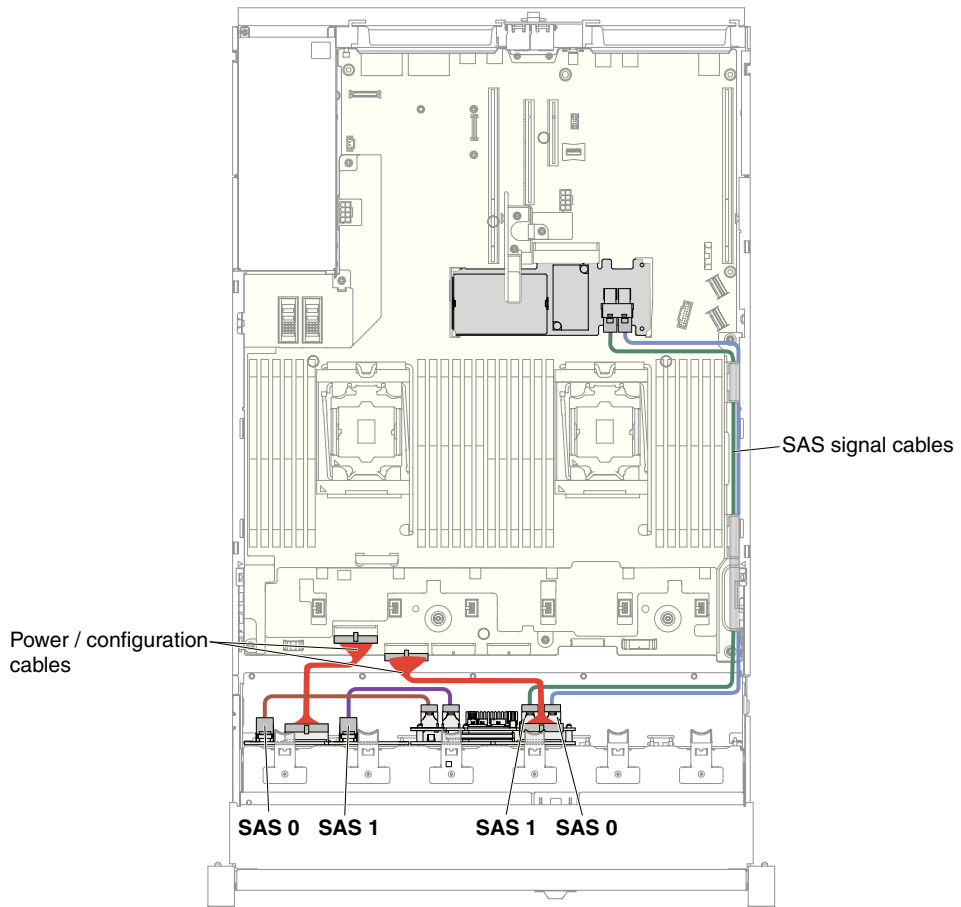 SAS signal cables
Power / configuration
cables
SAS 0
SAS 1
SAS 1
SAS 0